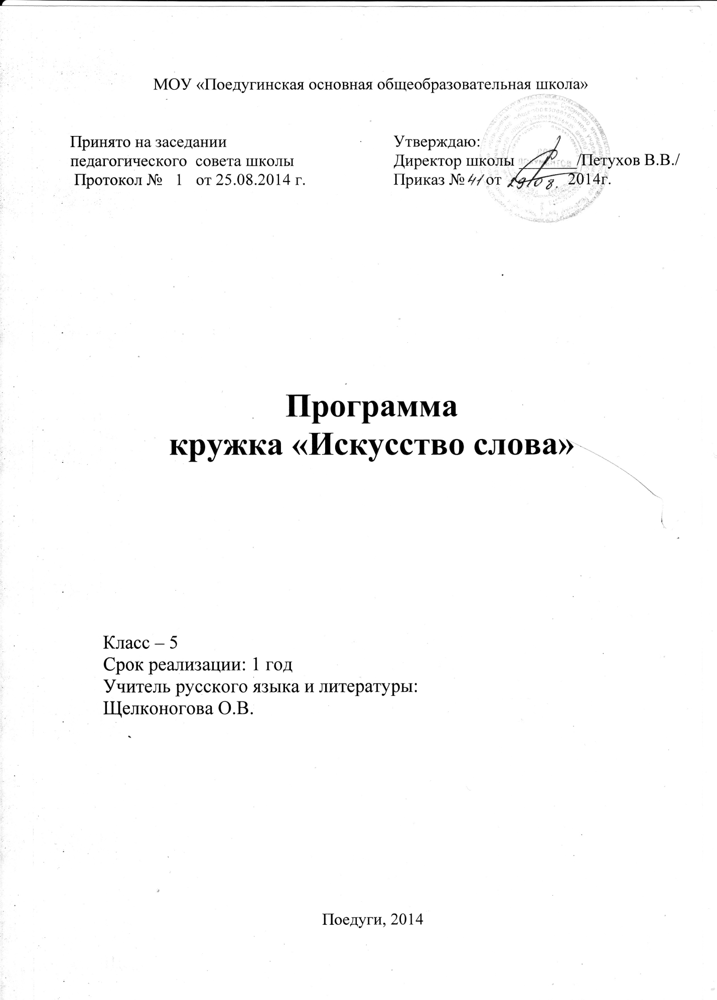 МОУ «Поедугинская основная общеобразовательная школа»
Принято на заседании
педагогического совета школы
Протокол № 1 от 25.08.2014 г.
Утверждаю:
Директор школы _______/Петухов В.В./
Приказ № 41 от 29.08. 2014г.
Программа
кружка «Искусство слова»
Класс – 5
Срок реализации: 1 год
Учитель русского языка и литературы:
Щелконогова О.В.
Поедуги, 2014